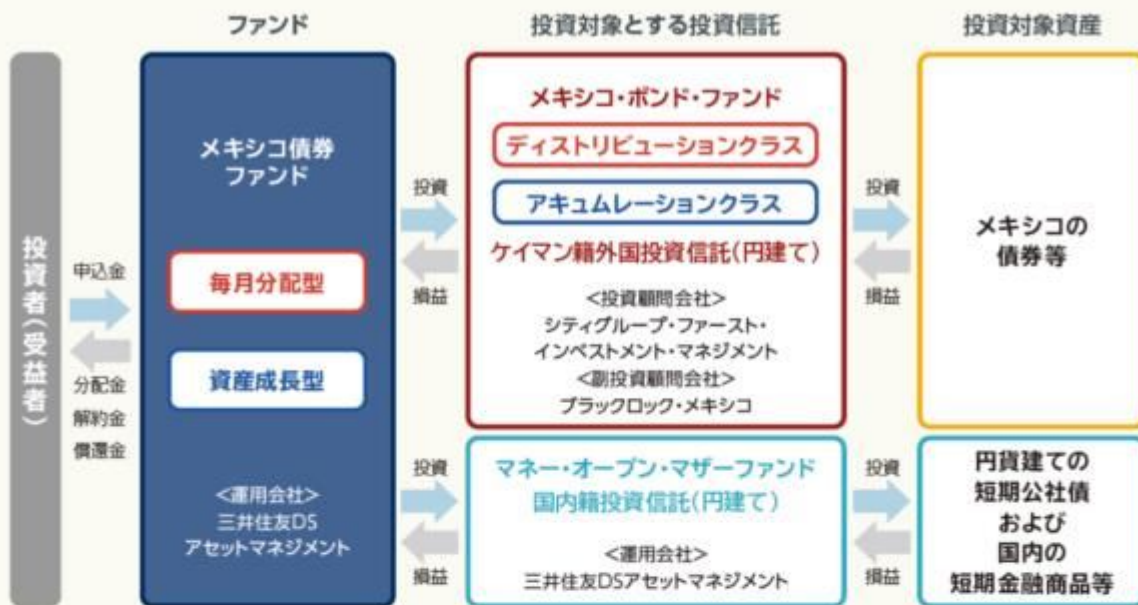 ファンド
投資対象とする投資信託
投資対象資産
投資者(受益者)
申込金
分配金
解約金
償還金
メキシコ債券
ファンド
毎月分配型
資産成長型
<運用会社>
三井住友DS
アセットマネジメント
投資
損益
メキシコ・ボンド・ファンド
ディストリビューションクラス
アキュムレーションクラス
ケイマン籍外国投資信託(円建て)
<投資顧問会社>
シティグループ・ファースト・
インベストメント・マネジメント
<副投資顧問会社>
ブラックロック・メキシコ
投資
損益
メキシコの
債券等
投資
損益
マネー・オープン・マザーファンド
国内籍投資信託(円建て)
<運用会社>
三井住友DSアセットマネジメント
投資
損益
円貨建ての
短期公社債
および
国内の
短期金融商品等